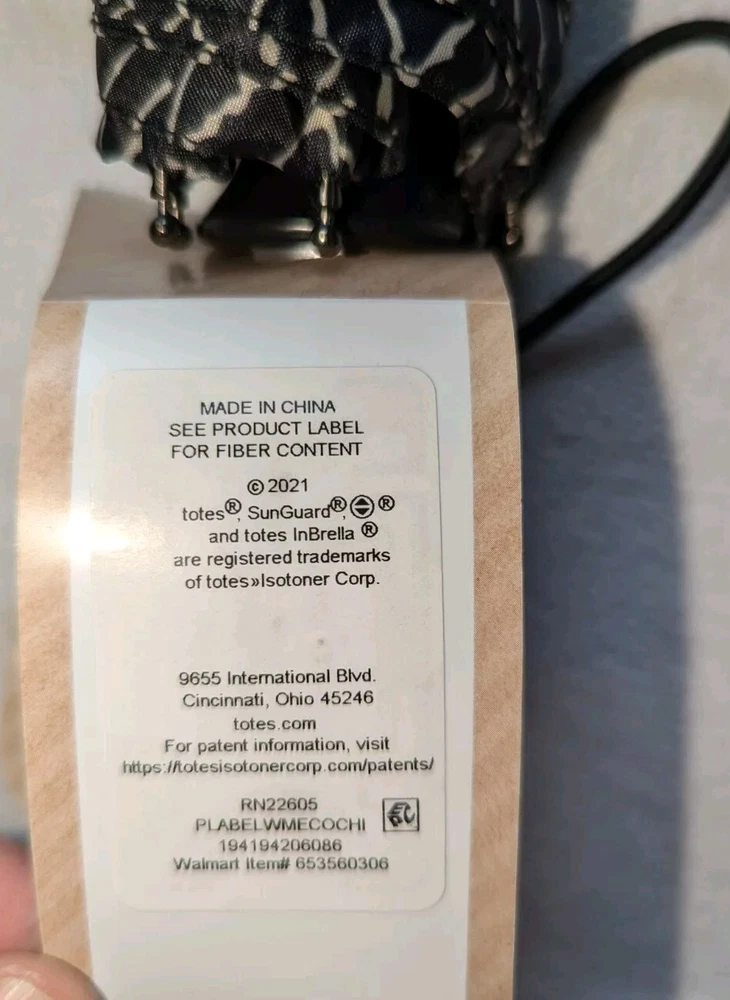 MADE IN CHINA
SEE PRODUCT LABEL
FOR FIBER CONTENT
© 2021
totes®, SunGuard®, ®
and totes InBrella ®
are registered trademarks
of totes»Isotoner Corp.
9655 International Blvd.
Cincinnati, Ohio 45246
totes.com
For patent information, visit
https://totesisotonercorp.com/patents/
RN22605
PLABELWMECOCHI
194194206086
Walmart Item# 653560306